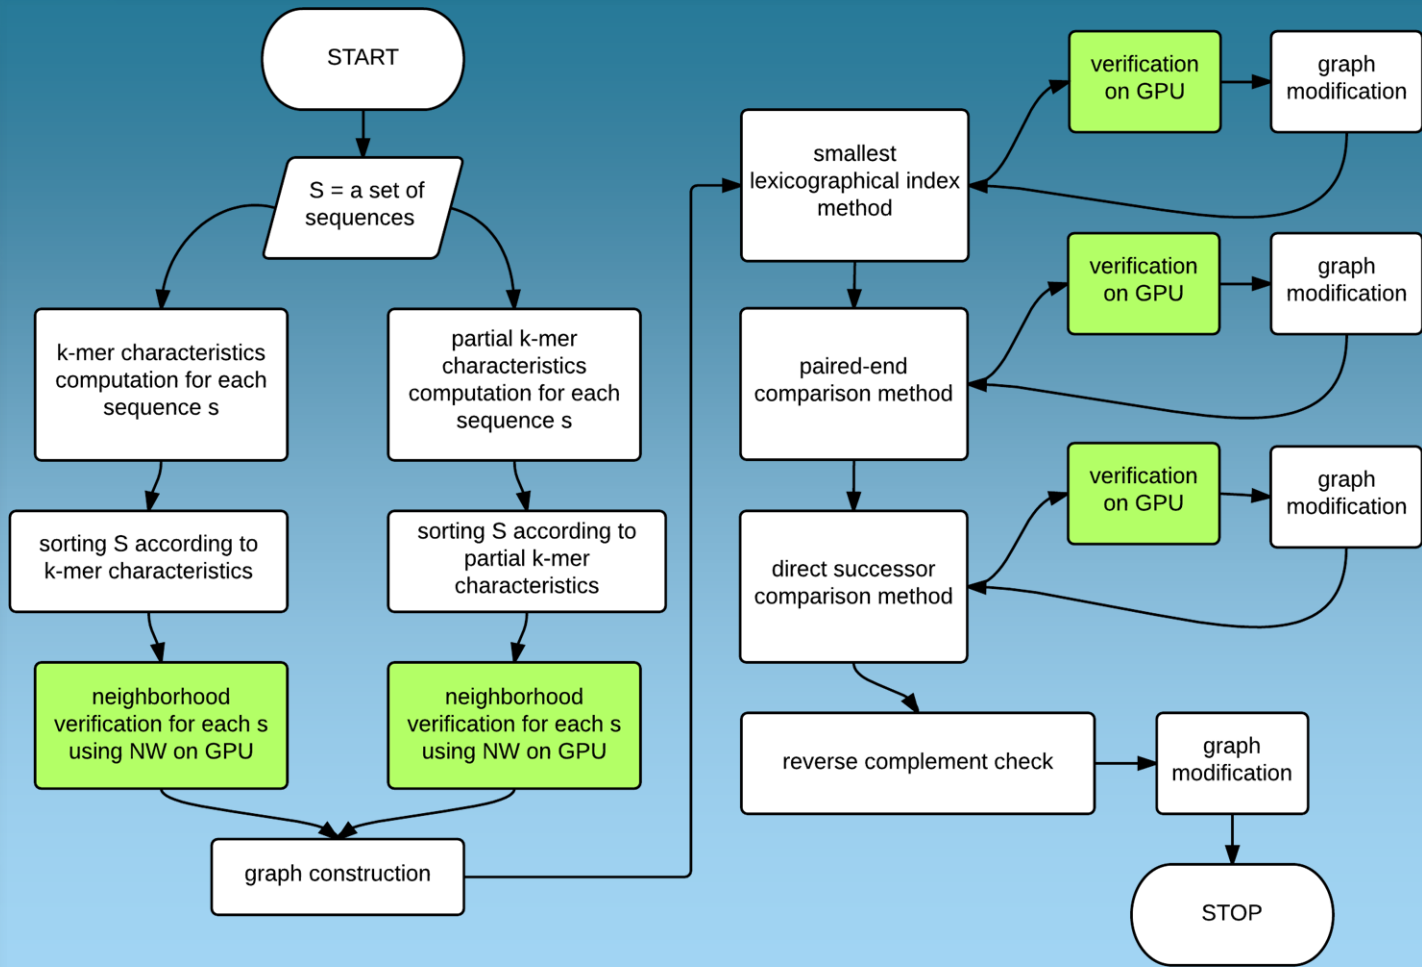 START
S = a set of
sequences
k-mer characteristics
computation for each
sequence s
partial k-mer
characteristics
computation for each
sequence s
sorting S according to
k-mer characteristics
sorting S according to
partial k-mer
characteristics
neighborhood
verification for each s
using NW on GPU
neighborhood
verification for each s
using NW on GPU
graph construction
smallest
lexicographical index
method
verification
on GPU
graph
modification
paired-end
comparison method
verification
on GPU
graph
modification
direct successor
comparison method
verification
on GPU
graph
modification
reverse complement check
graph
modification
STOP